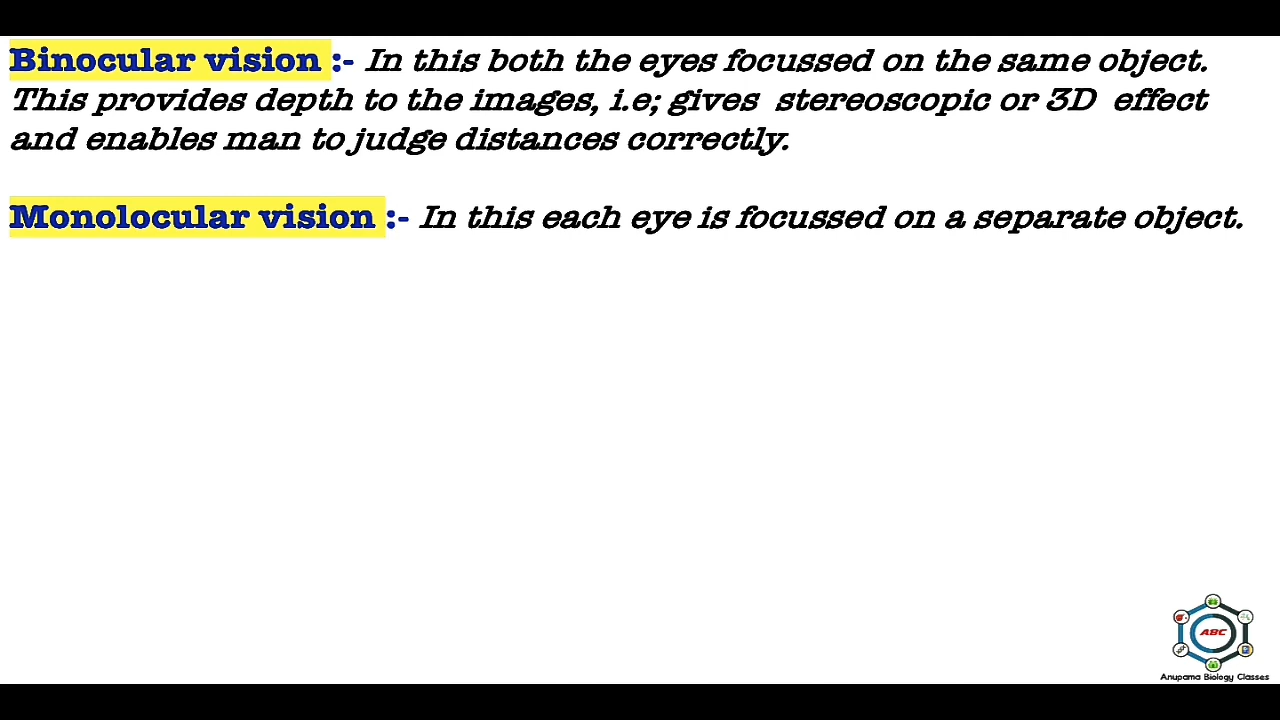 Binocular vision :- In this both the eyes focussed on the same object.
This provides depth to the images, i.e; gives stereoscopic or 3D effect
and enables man to judge distances correctly.
Monolocular vision :- In this each eye is focussed on a separate object.
ABC
Anupama Biology Classes